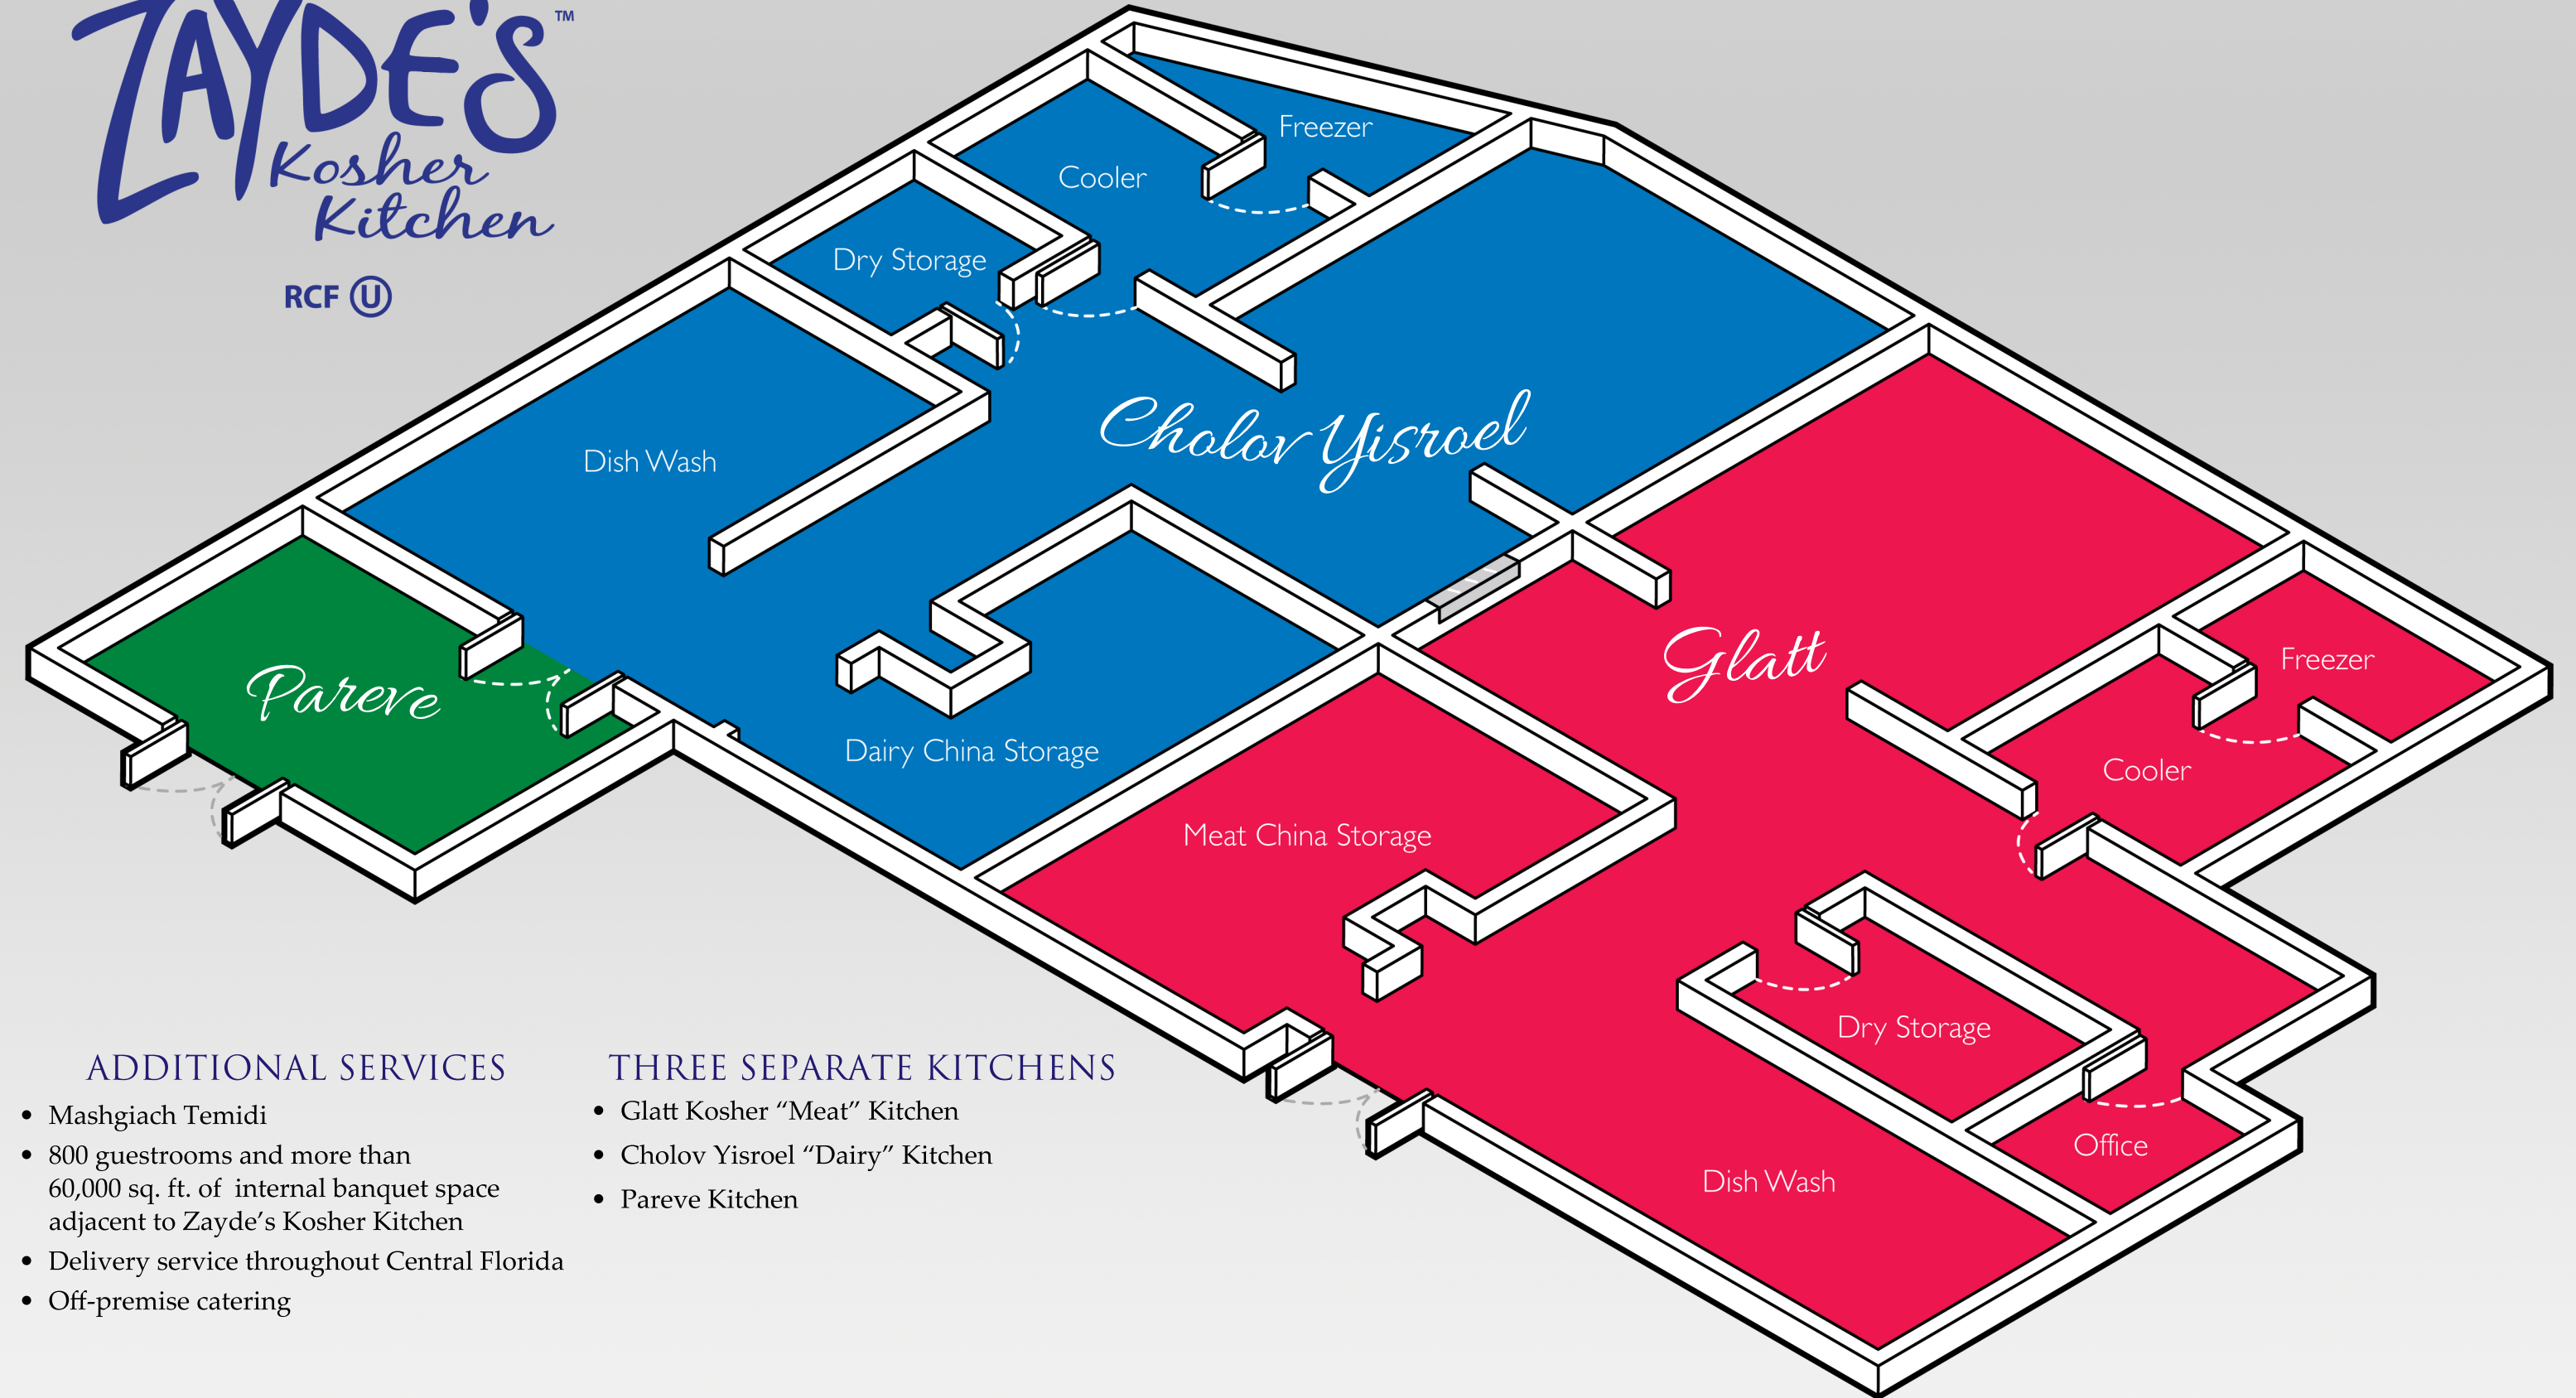 ZAYDE'S™
Kosher
Kitchen
RCF Ⓤ
Freezer
Cooler
Dry Storage
Cholov Yisroel
Dish Wash
Pareve
Dairy China Storage
Glatt
Freezer
Cooler
Meat China Storage
Dry Storage
Office
Dish Wash
ADDITIONAL SERVICES
• Mashgiach Temidi
• 800 guestrooms and more than
60,000 sq. ft. of internal banquet space
adjacent to Zayde’s Kosher Kitchen
• Delivery service throughout Central Florida
• Off-premise catering
THREE SEPARATE KITCHENS
• Glatt Kosher “Meat” Kitchen
• Cholov Yisroel “Dairy” Kitchen
• Pareve Kitchen